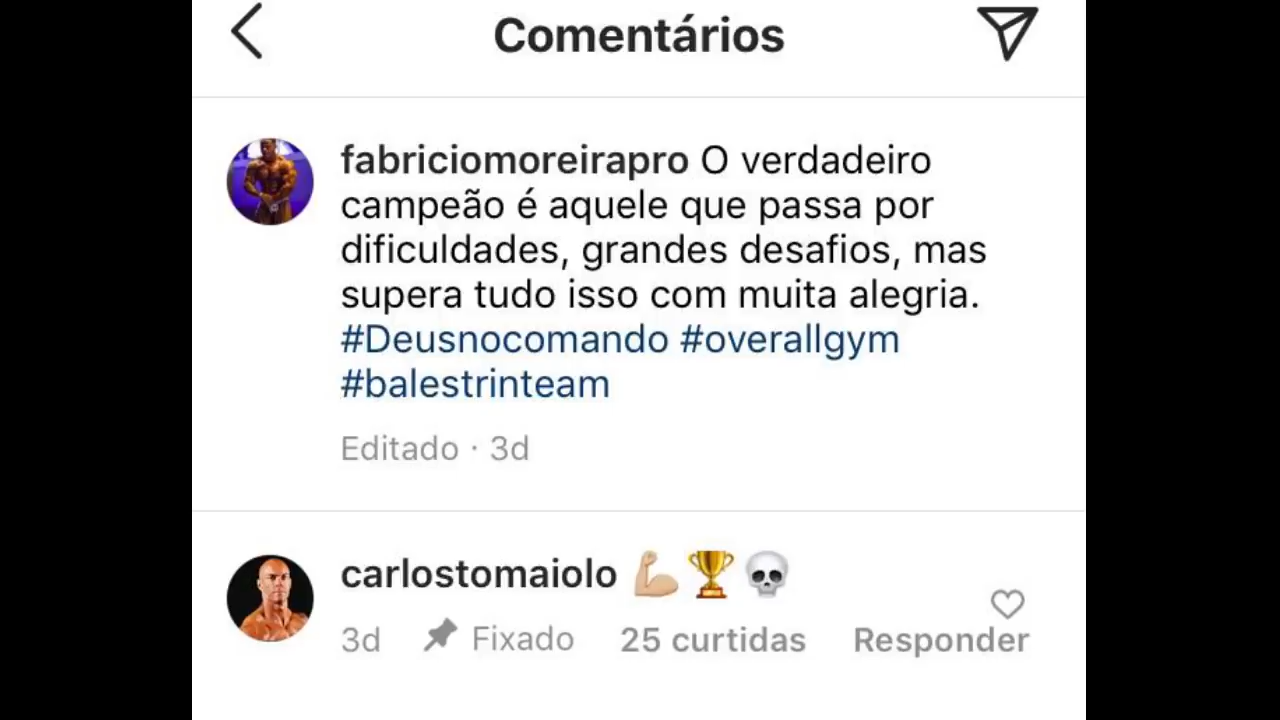 Comentários
fabriciomoreirapro O verdadeiro
campeão é aquele que passa por
dificuldades, grandes desafios, mas
supera tudo isso com muita alegria.
#Deusnocomando #overallgym
#balestrinteam
Editado · 3d
carlostomaiolo 💪🏼🏆💀
3d 📌 Fixado 25 curtidas Responder